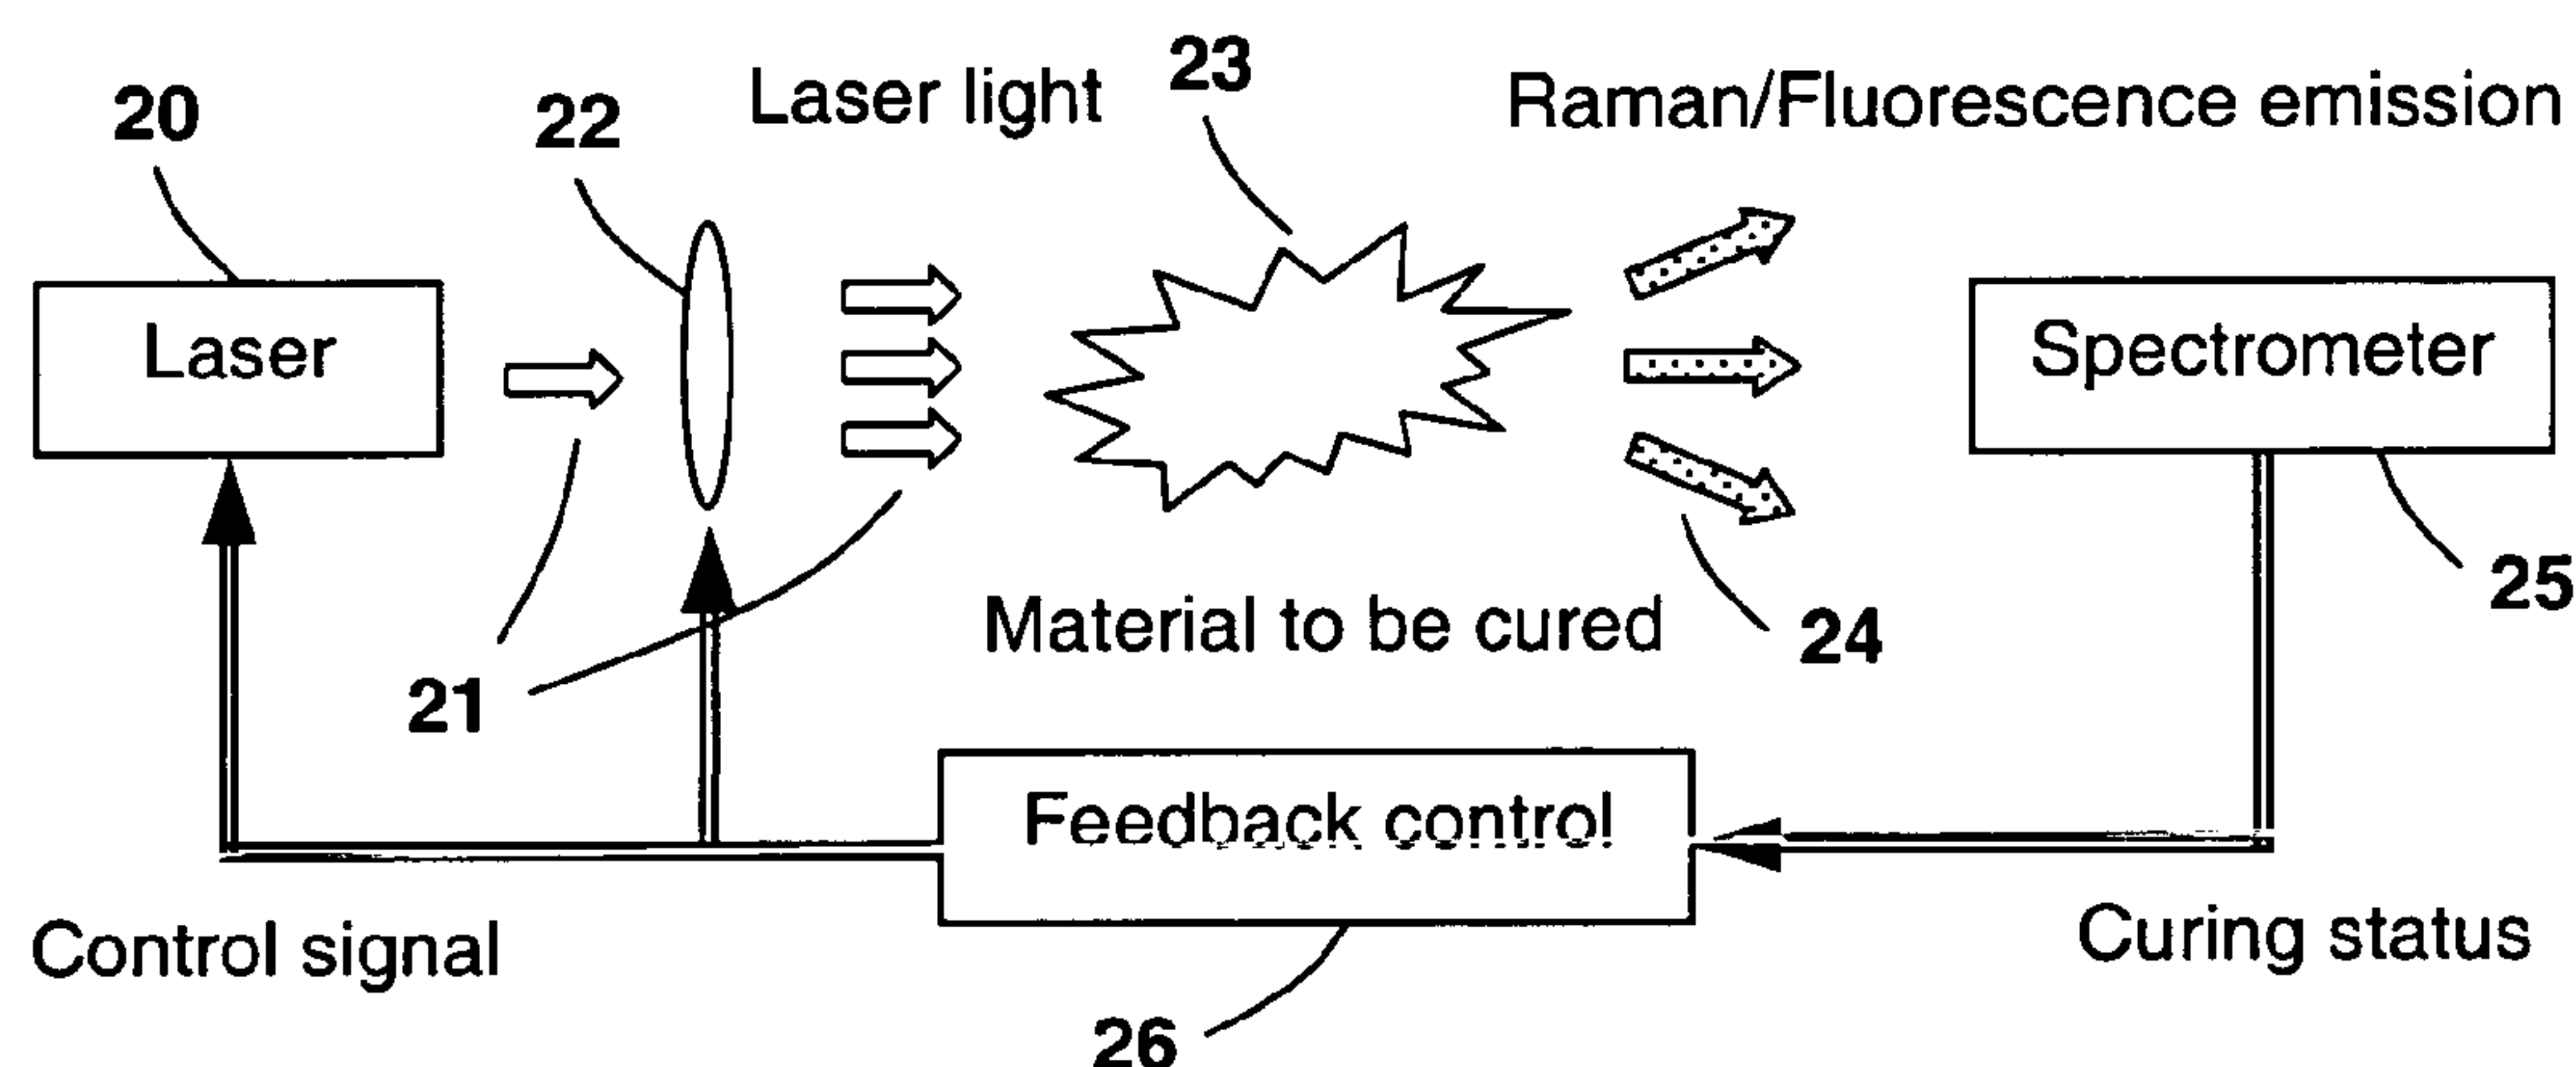 20
22
Laser light
23
Raman/Fluorescence emission
Laser
Spectrometer
21
Material to be cured
24
25
Feedback control
Control signal
Curing status
26